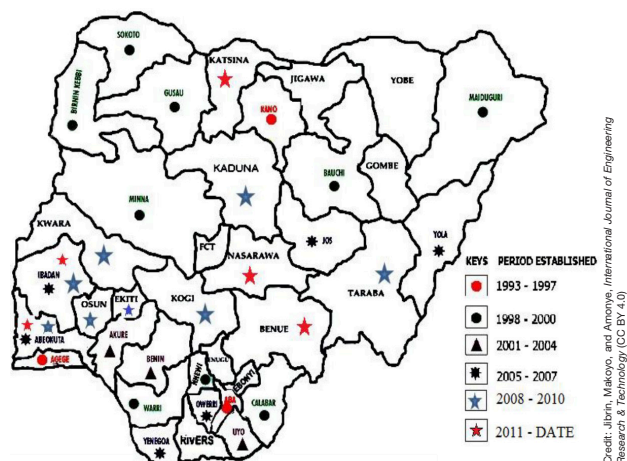 SOKOTO
KATSINA
JIGAWA
YOBE
BIRNIN KEBBI
GUSAU
KANO
MAIDUGURI
KADUNA
BAUCHI
GOMBE
MINNA
KWARA
FCT
JOS
YOLA
NASARAWA
IBADAN
OSUN
EKITI
KOGI
TARABA
BENUE
ABEOKUTA
AKURE
AGEGE
BENIN
ENUGU
EBONYI
NNEWI
WARRI
OWERRI
ABA
CALABAR
YENEGOA
RIVERS
UYO
KEYS PERIOD ESTABLISHED
1993 - 1997
1998 - 2000
2001 - 2004
2005 - 2007
2008 - 2010
2011 - DATE
Credit: Jibrin, Makoyo, and Amonye, International Journal of Engineering
Research & Technology (CC BY 4.0)